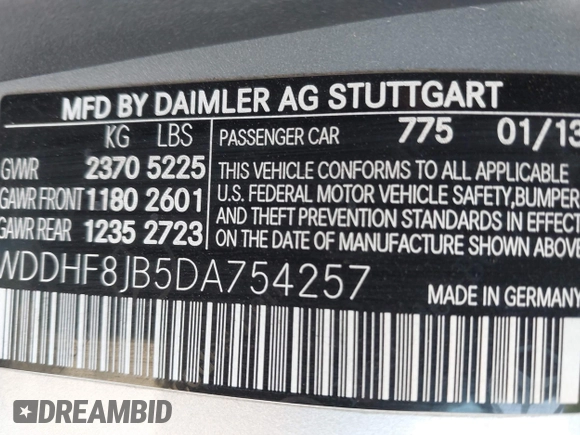 MFD BY DAIMLER AG STUTTGART
KG LBS
PASSENGER CAR 775 01/13
GVWR 2370 5225
GAWR FRONT 1180 2601
GAWR REAR 1235 2723
THIS VEHICLE CONFORMS TO ALL APPLICABLE
U.S. FEDERAL MOTOR VEHICLE SAFETY, BUMPER
AND THEFT PREVENTION STANDARDS IN EFFECT
ON THE DATE OF MANUFACTURE SHOWN ABOVE
WDDHF8JB5DA754257
MADE IN GERMANY
DREAMBID